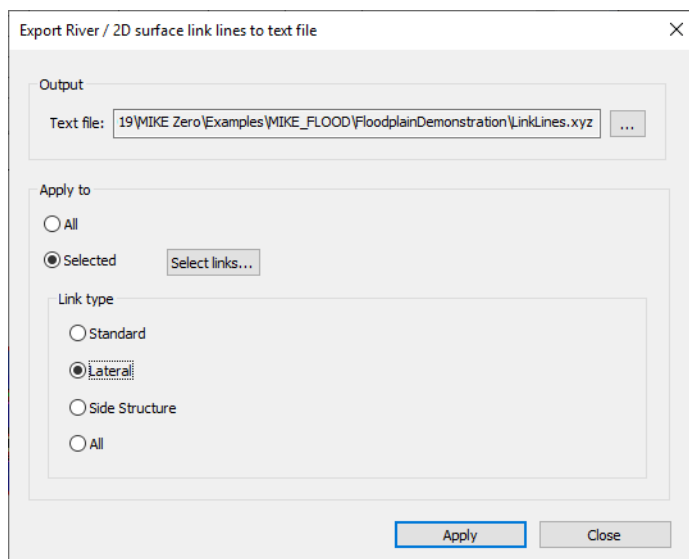 Export River / 2D surface link lines to text file
Output
Text file: 19\MIKE Zero\Examples\MIKE_FLOOD\FloodplainDemonstration\LinkLines.xyz ...
Apply to
All
Selected Select links...
Link type
Standard
Lateral
Side Structure
All
Apply Close